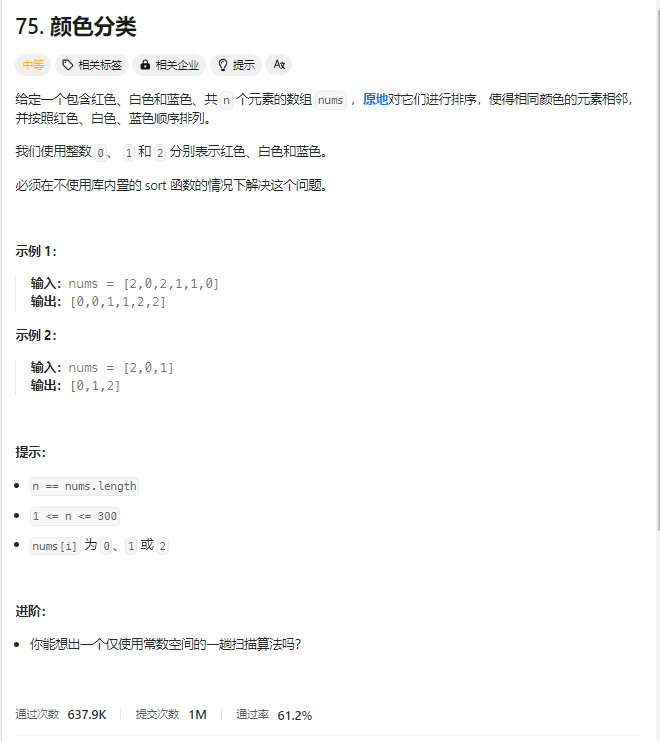 75. 颜色分类
中等 相关标签 相关企业 提示 Aあ
给定一个包含红色、白色和蓝色、共 n 个元素的数组 nums ，原地对它们进行排序，使得相同颜色的元素相邻，
并按照红色、白色、蓝色顺序排列。
我们使用整数 0、 1 和 2 分别表示红色、白色和蓝色。
必须在不使用库内置的 sort 函数的情况下解决这个问题。
示例 1：
输入：nums = [2,0,2,1,1,0]
输出：[0,0,1,1,2,2]
示例 2：
输入：nums = [2,0,1]
输出：[0,1,2]
提示：
n == nums.length
1 <= n <= 300
nums[i] 为 0、1 或 2
进阶：
你能想出一个仅使用常数空间的一趟扫描算法吗？
通过次数 637.9K 提交次数 1M 通过率 61.2%